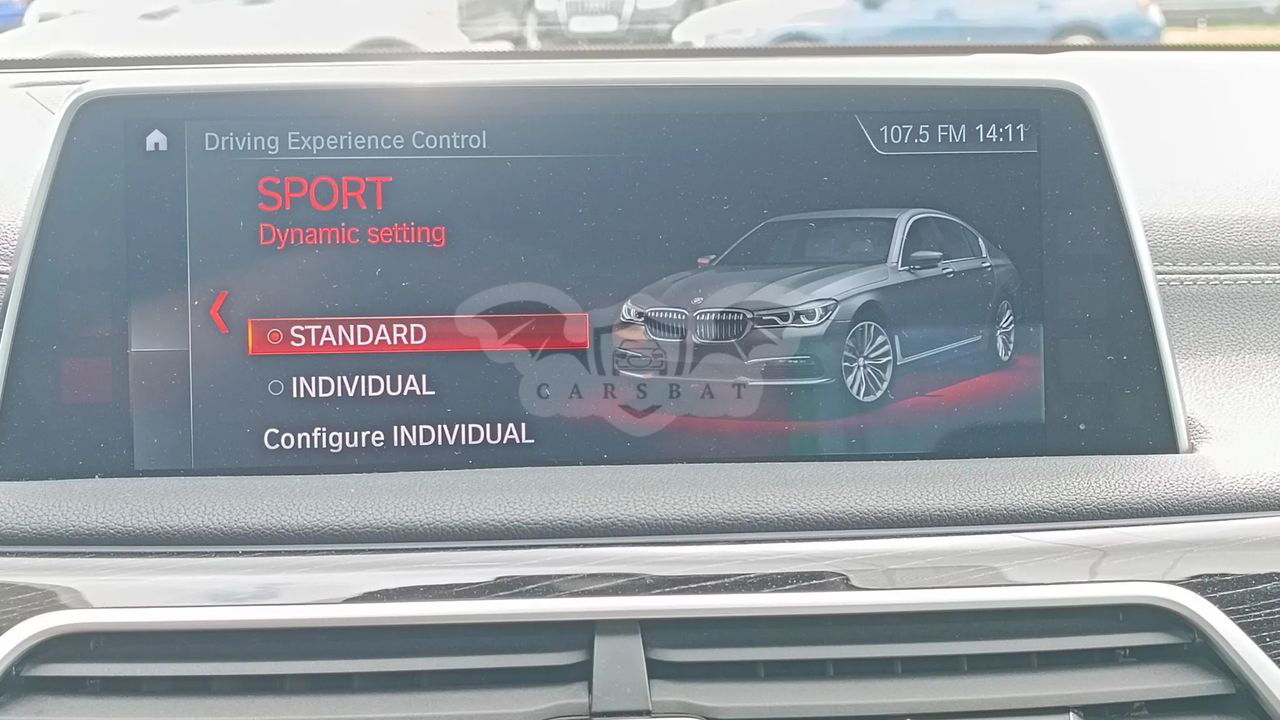 Driving Experience Control
107.5 FM 14:11
SPORT
Dynamic setting
STANDARD
INDIVIDUAL
Configure INDIVIDUAL
CARSBAT